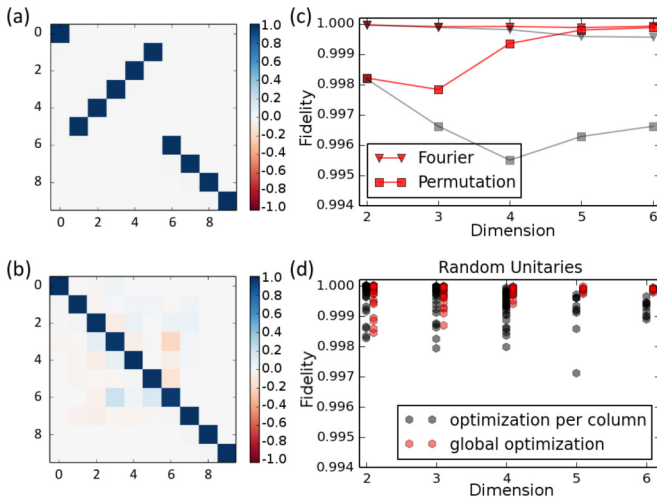 (a)
0
2
4
6
8
0 2 4 6 8
1.0
0.8
0.6
0.4
0.2
0.0
-0.2
-0.4
-0.6
-0.8
-1.0
(c)
1.000
0.999
0.998
0.997
0.996
0.995
0.994
Fidelity
Fourier
Permutation
2 3 4 5 6
Dimension
(b)
0
2
4
6
8
0 2 4 6 8
1.0
0.8
0.6
0.4
0.2
0.0
-0.2
-0.4
-0.6
-0.8
-1.0
(d)
Random Unitaries
1.000
0.999
0.998
0.997
0.996
0.995
0.994
Fidelity
optimization per column
global optimization
2 3 4 5 6
Dimension